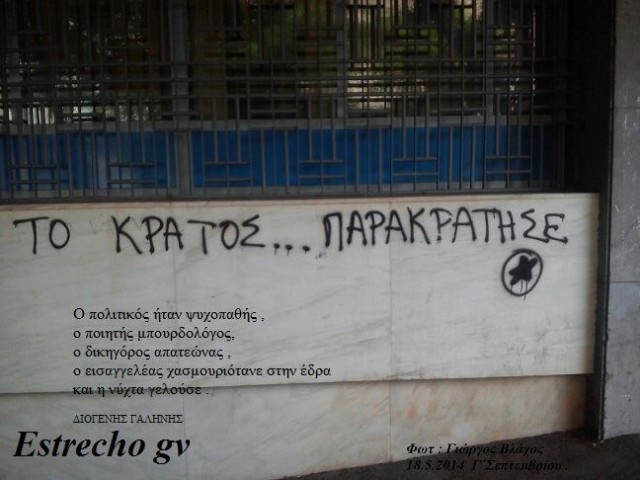 ΤΟ ΚΡΑΤΟΣ... ΠΑΡΑΚΡΑΤΗΣΕ
Ο πολιτικός ήταν ψυχοπαθής ,
ο ποιητής μπουρδολόγος,
ο δικηγόρος απατεώνας ,
ο εισαγγελέας χασμουριότανε στην έδρα
και η νύχτα γελούσε .
ΔΙΟΓΕΝΗΣ ΓΑΛΗΝΗΣ
Estrecho gv
Φωτ : Γιώργος Βλάχος
18.5.2014 Γ΄Σεπτεμβρίου .